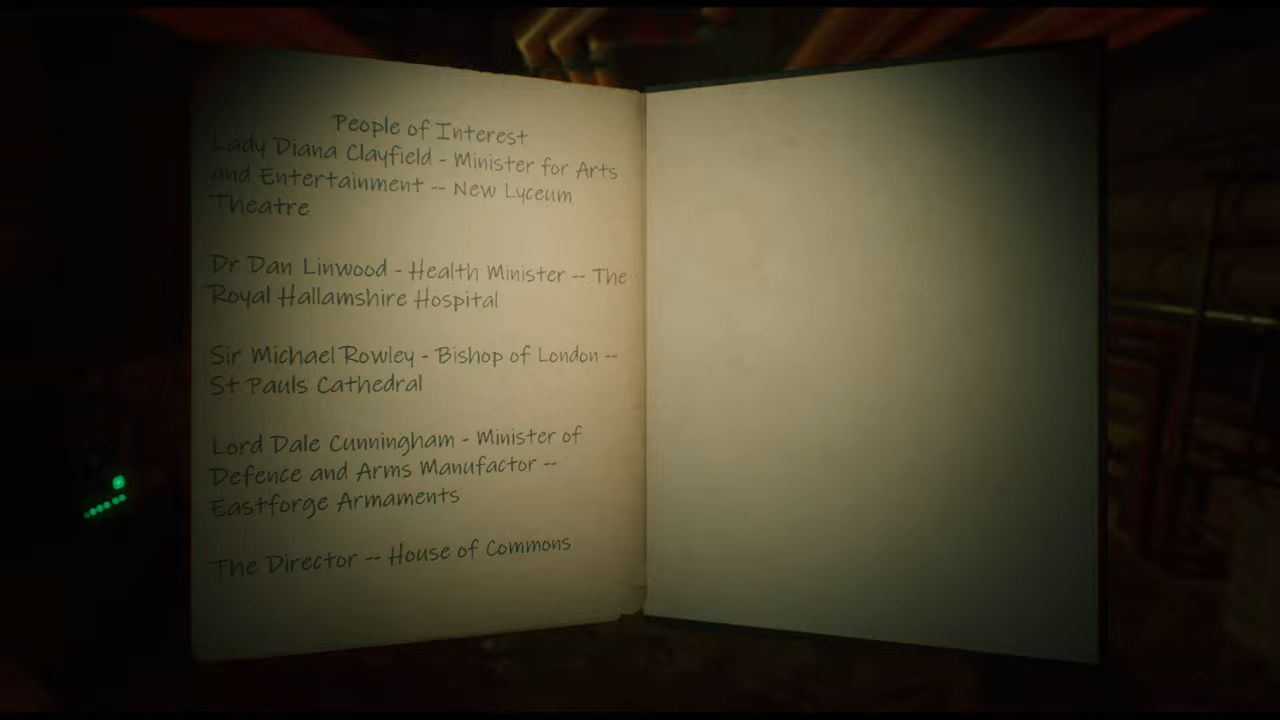 People of Interest
Lady Diana Clayfield - Minister for Arts
and Entertainment -- New Lyceum
Theatre
Dr Dan Linwood - Health Minister -- The
Royal Hallamshire Hospital
Sir Michael Rowley - Bishop of London --
St Pauls Cathedral
Lord Dale Cunningham - Minister of
Defence and Arms Manufactor --
Eastforge Armaments
The Director -- House of Commons